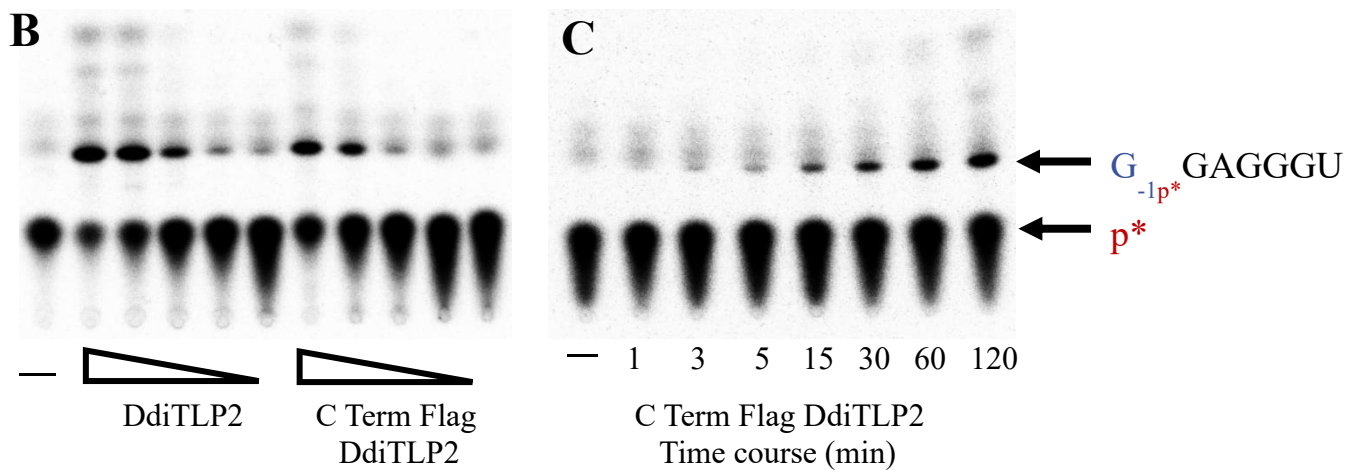 B
C
G-1p*GAGGGU
p*
— 
— 1 3 5 15 30 60 120
DdiTLP2
C Term Flag
DdiTLP2
C Term Flag DdiTLP2
Time course (min)